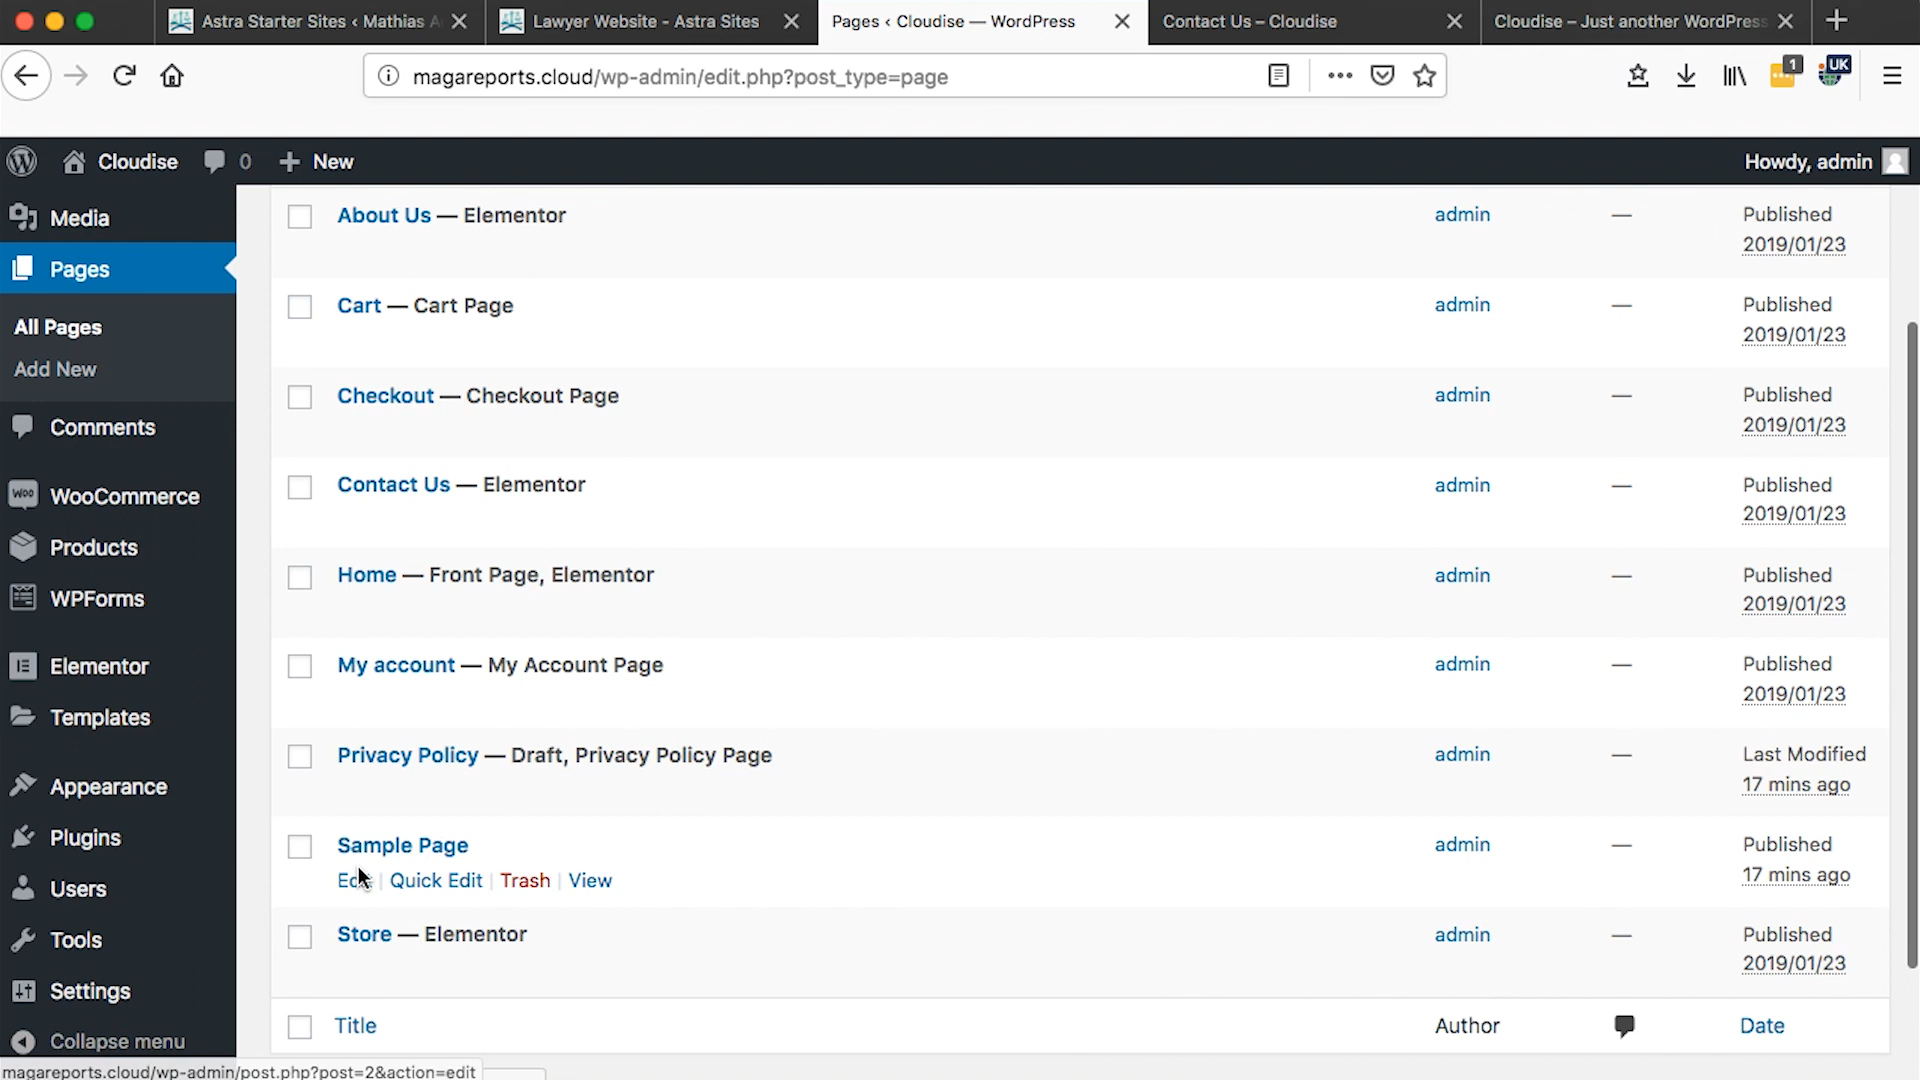 Astra Starter Sites ‹ Mathias A
Lawyer Website - Astra Sites
Pages ‹ Cloudise — WordPress
Contact Us – Cloudise
Cloudise – Just another WordPress
magareports.cloud/wp-admin/edit.php?post_type=page
1
UK
Cloudise
0
New
Howdy, admin
Media
Pages
All Pages
Add New
Comments
WooCommerce
Products
WPForms
Elementor
Templates
Appearance
Plugins
Users
Tools
Settings
Collapse menu
About Us — Elementor
admin
—
Published
2019/01/23
Cart — Cart Page
admin
—
Published
2019/01/23
Checkout — Checkout Page
admin
—
Published
2019/01/23
Contact Us — Elementor
admin
—
Published
2019/01/23
Home — Front Page, Elementor
admin
—
Published
2019/01/23
My account — My Account Page
admin
—
Published
2019/01/23
Privacy Policy — Draft, Privacy Policy Page
admin
—
Last Modified
17 mins ago
Sample Page
admin
—
Published
17 mins ago
Quick Edit | Trash | View
Store — Elementor
admin
—
Published
2019/01/23
Title
Author
Date
magareports.cloud/wp-admin/post.php?post=2&action=edit